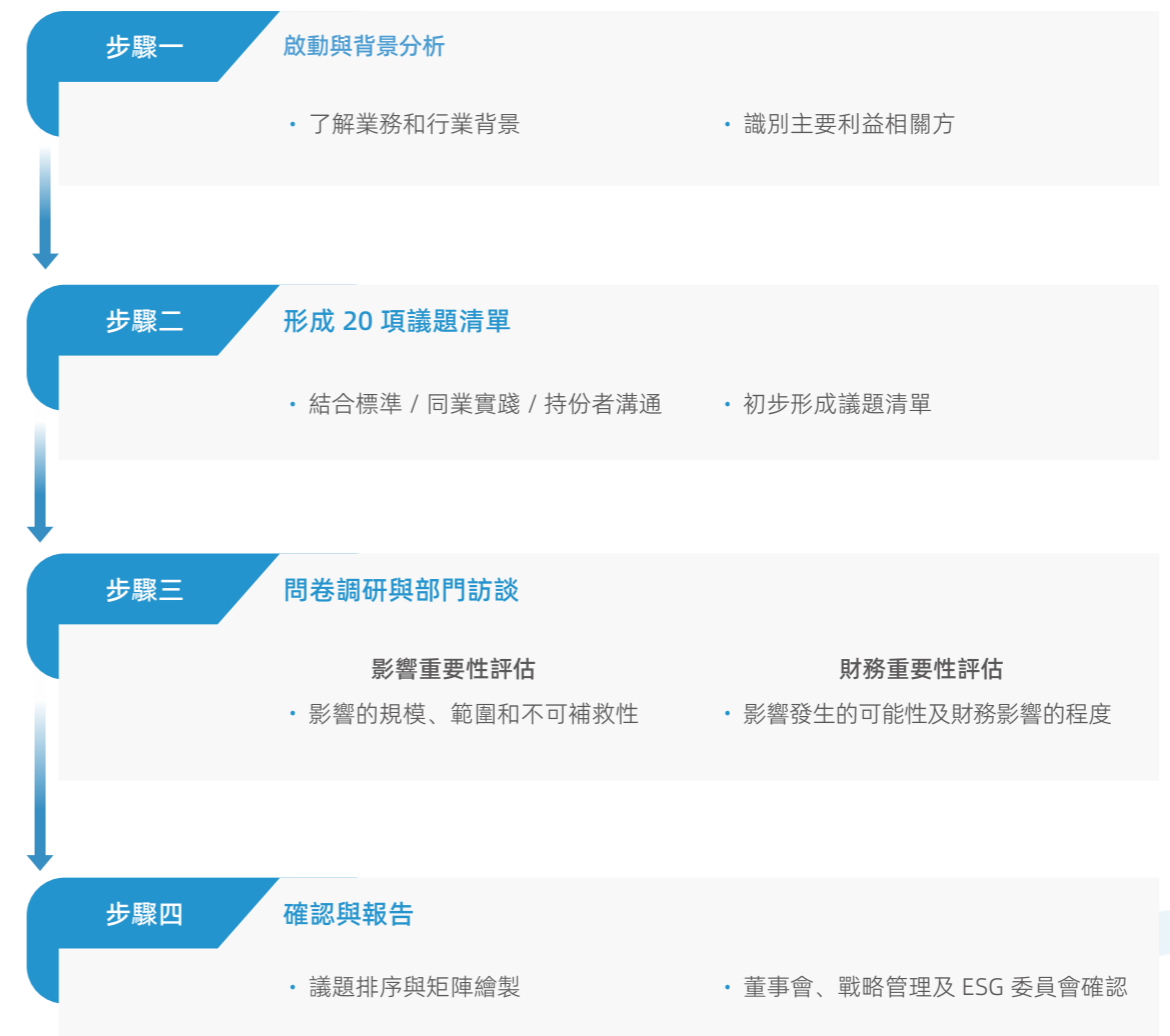 步驟一
啟動與背景分析
• 了解業務和行業背景
• 識別主要利益相關方
步驟二
形成 20 項議題清單
• 結合標準 / 同業實踐 / 持份者溝通
• 初步形成議題清單
步驟三
問卷調研與部門訪談
影響重要性評估
• 影響的規模、範圍和不可補救性
財務重要性評估
• 影響發生的可能性及財務影響的程度
步驟四
確認與報告
• 議題排序與矩陣繪製
• 董事會、戰略管理及 ESG 委員會確認